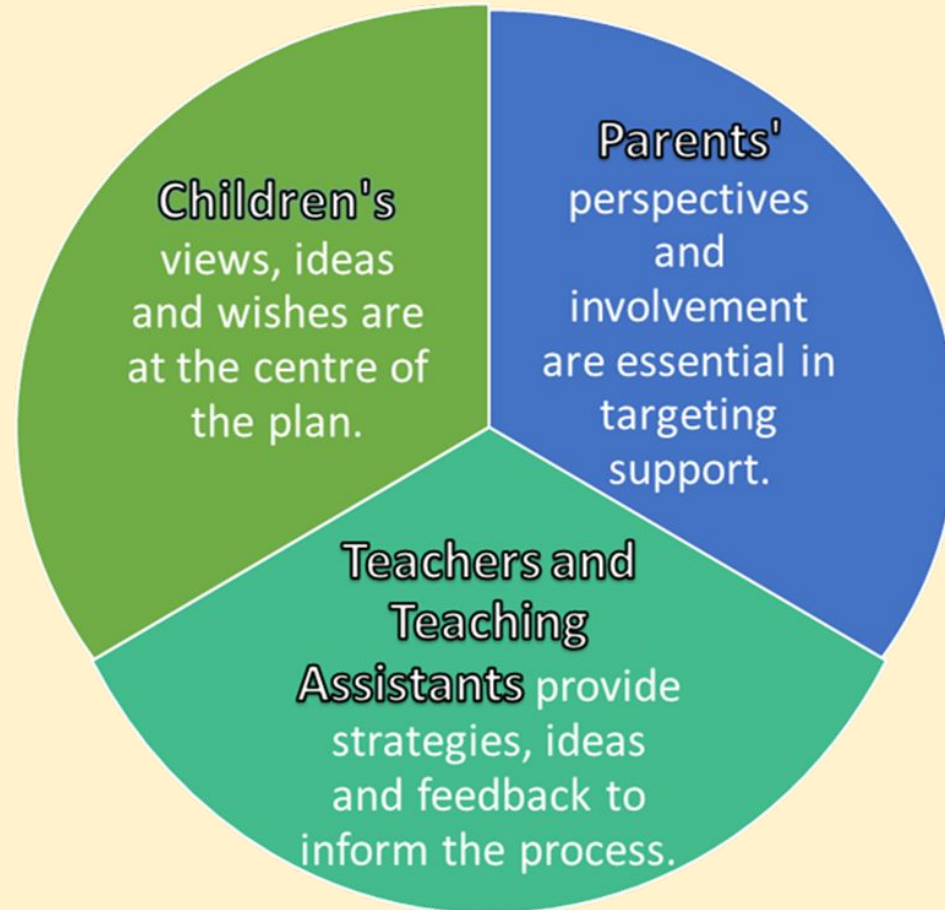 Children's
views, ideas
and wishes are
at the centre of
the plan.
Parents'
perspectives
and
involvement
are essential in
targeting
support.
Teachers and
Teaching
Assistants provide
strategies, ideas
and feedback to
inform the process.